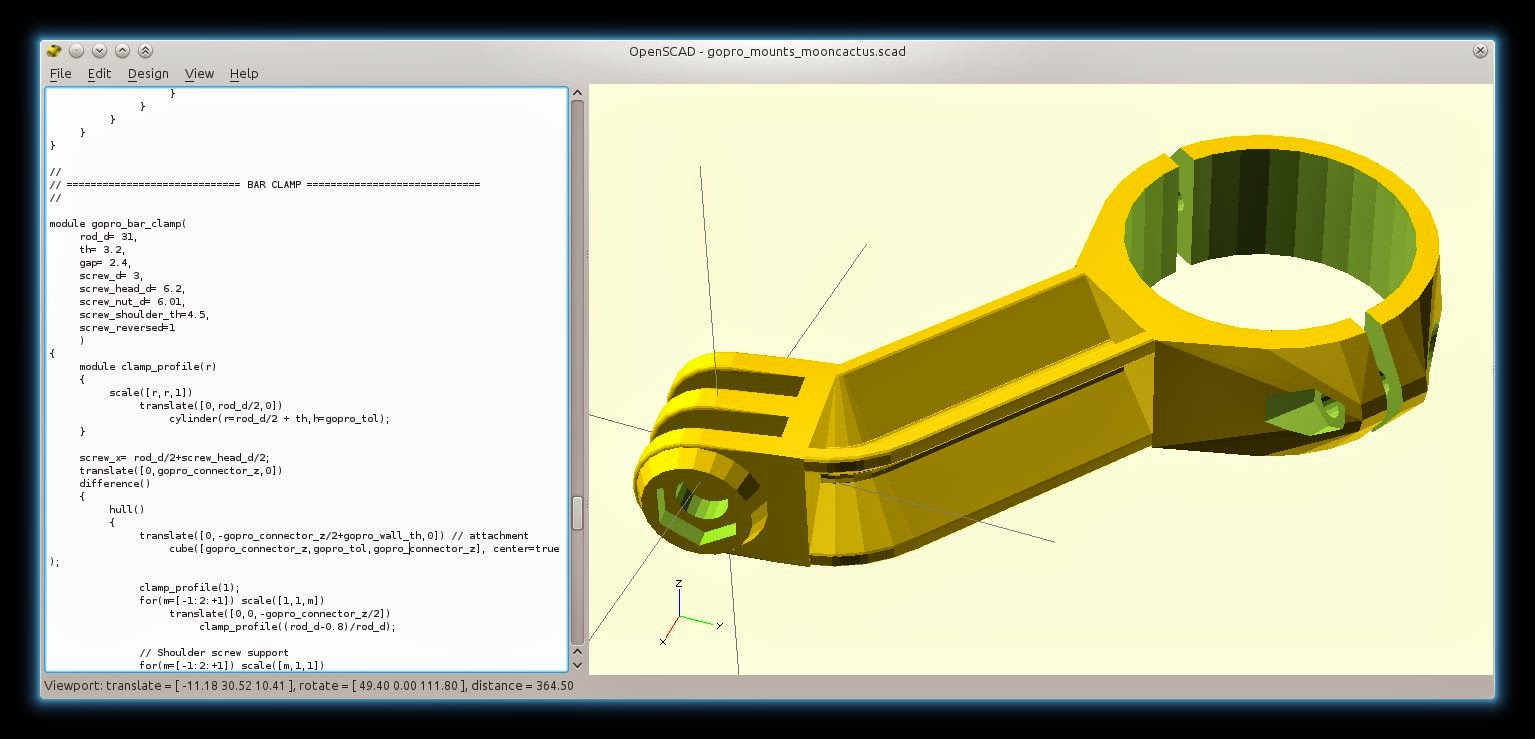 OpenSCAD - gopro_mounts_mooncactus.scad
File Edit Design View Help
}
}
}
}
}
//
// ============================= BAR CLAMP =============================
//
module gopro_bar_clamp(
rod_d= 31,
th= 3.2,
gap= 2.4,
screw_d= 3,
screw_head_d= 6.2,
screw_nut_d= 6.01,
screw_shoulder_th=4.5,
screw_reversed=1
)
{
module clamp_profile(r)
{
scale([r,r,1])
translate([0,rod_d/2,0])
cylinder(r=rod_d/2 + th,h=gopro_tol);
}
screw_x= rod_d/2+screw_head_d/2;
translate([0,gopro_connector_z,0])
difference()
{
hull()
{
translate([0,-gopro_connector_z/2+gopro_wall_th,0]) // attachment
cube([gopro_connector_z,gopro_tol,gopro_connector_z], center=true
);
clamp_profile(1);
for(m=[-1:2:+1]) scale([1,1,m])
translate([0,0,-gopro_connector_z/2])
clamp_profile((rod_d-0.8)/rod_d);
// Shoulder screw support
for(m=[-1:2:+1]) scale([m,1,1])
Z
y
x
Viewport: translate = [ -11.18 30.52 10.41 ], rotate = [ 49.40 0.00 111.80 ], distance = 364.50